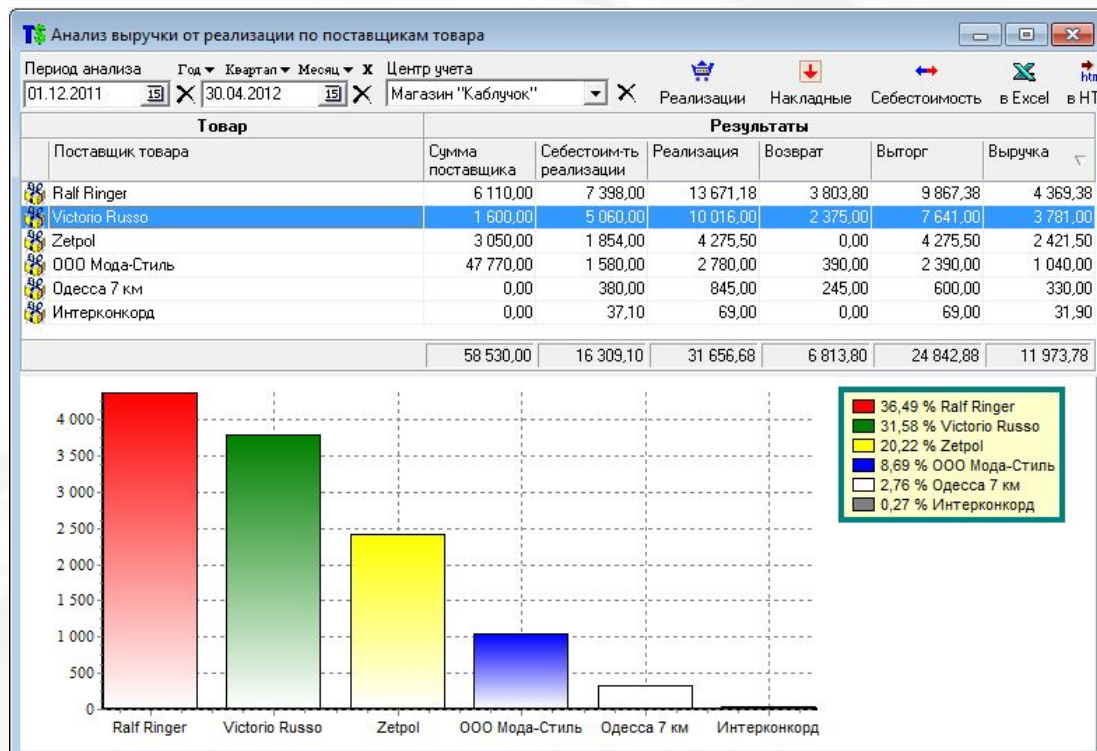 Анализ выручки от реализации по поставщикам товара
Период анализа Год Квартал Месяц X Центр учета
01.12.2011 15 30.04.2012 15 Магазин "Каблучок"
Реализации Накладные Себестоимость в Excel в HT
Товар Результаты
Поставщик товара Сумма поставщика Себестоим-ть реализации Реализация Возврат Выторг Выручка
Ralf Ringer 6 110,00 7 398,00 13 671,18 3 803,80 9 867,38 4 369,38
Victorio Russo 1 600,00 5 060,00 10 016,00 2 375,00 7 641,00 3 781,00
Zetpol 3 050,00 1 854,00 4 275,50 0,00 4 275,50 2 421,50
ООО Мода-Стиль 47 770,00 1 580,00 2 780,00 390,00 2 390,00 1 040,00
Одесса 7 км 0,00 380,00 845,00 245,00 600,00 330,00
Интерконкорд 0,00 37,10 69,00 0,00 69,00 31,90
58 530,00 16 309,10 31 656,68 6 813,80 24 842,88 11 973,78
36,49 % Ralf Ringer
31,58 % Victorio Russo
20,22 % Zetpol
8,69 % ООО Мода-Стиль
2,76 % Одесса 7 км
0,27 % Интерконкорд
4 000
3 500
3 000
2 500
2 000
1 500
1 000
500
0
Ralf Ringer Victorio Russo Zetpol ООО Мода-Стиль Одесса 7 км Интерконкорд